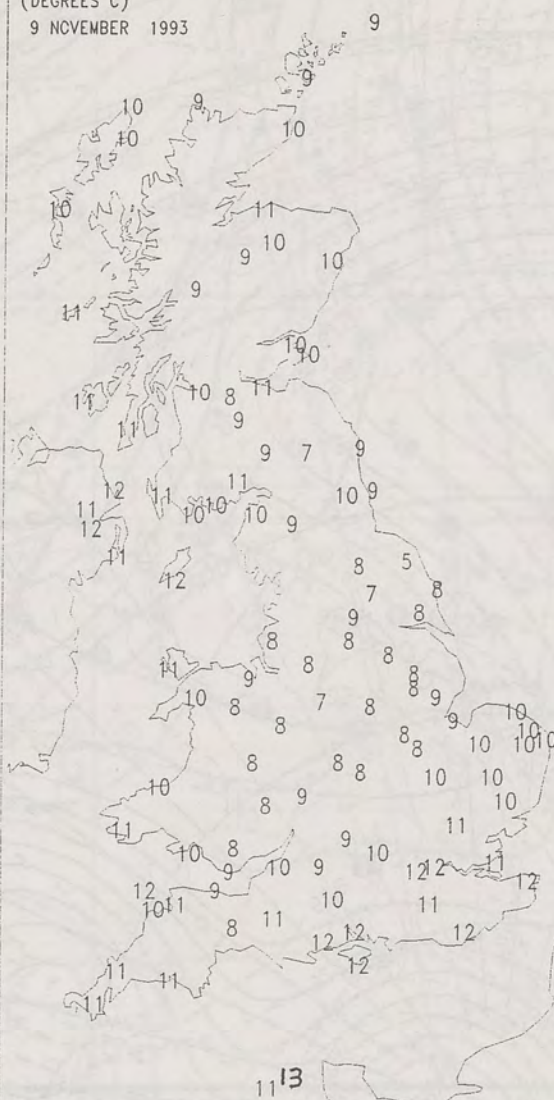 (DEGREES C)
9 NOVEMBER 1993
9
9
10 9
10 10
10 11
10
9 10
9
11
10
10
10 8 11
11 9
11
9 7 9
12 11 11 10 9
11 10 10 10
12 9
11
12 8 5
7 8
9 8
8 8
8 8
11 9 8
10 8 7 8 8 9
8 9 10
8 8 10 10 10
8 8 8
10 9 10 10
8 10
11 9 11
10 8 10
9 10 9 12 12 11
12 9 12
10 11 10 11
8 11 12 12 12
12
11 11
11
11 13